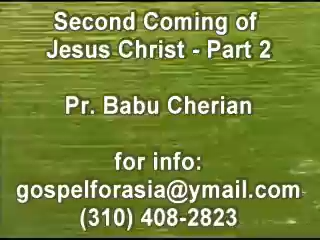 Second Coming of
Jesus Christ - Part 2
Pr. Babu Cherian
for info:
gospelforasia@ymail.com
(310) 408-2823